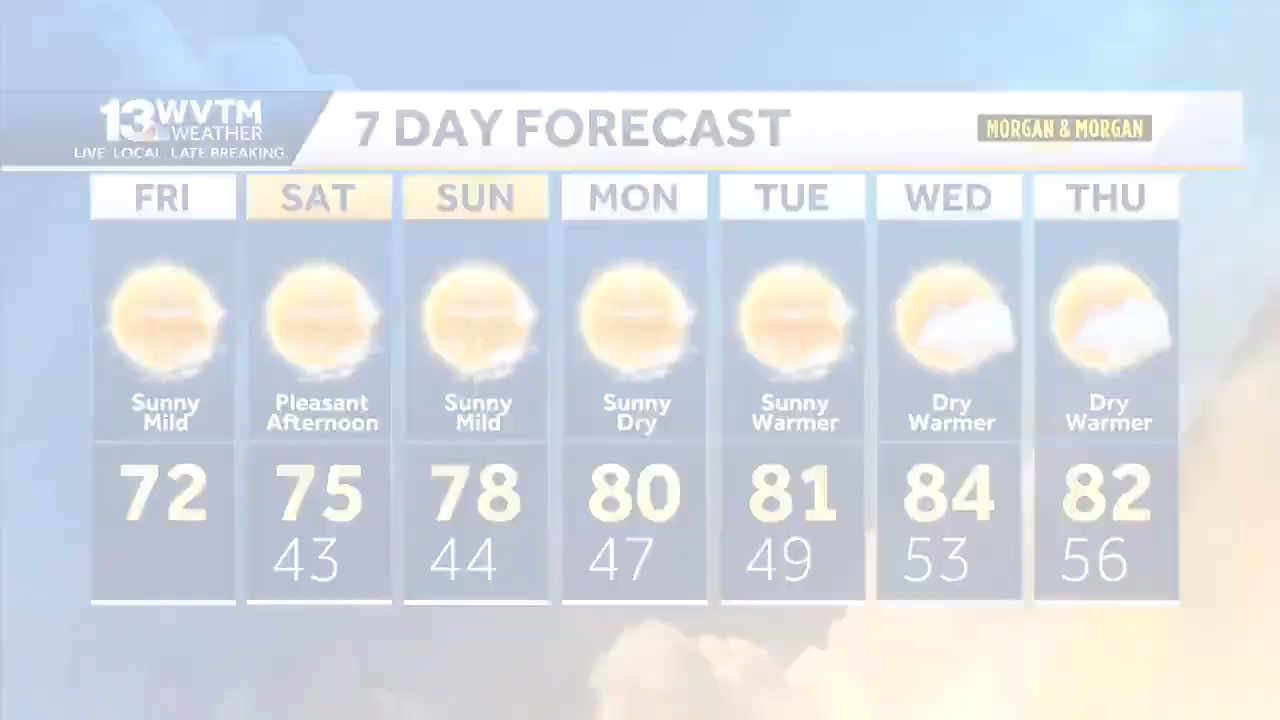 13 WVTM
WEATHER
LIVE. LOCAL. LATE BREAKING.
7 DAY FORECAST
MORGAN & MORGAN
FRI
Sunny
Mild
72
SAT
Pleasant
Afternoon
75
43
SUN
Sunny
Mild
78
44
MON
Sunny
Dry
80
47
TUE
Sunny
Warmer
81
49
WED
Dry
Warmer
84
53
THU
Dry
Warmer
82
56